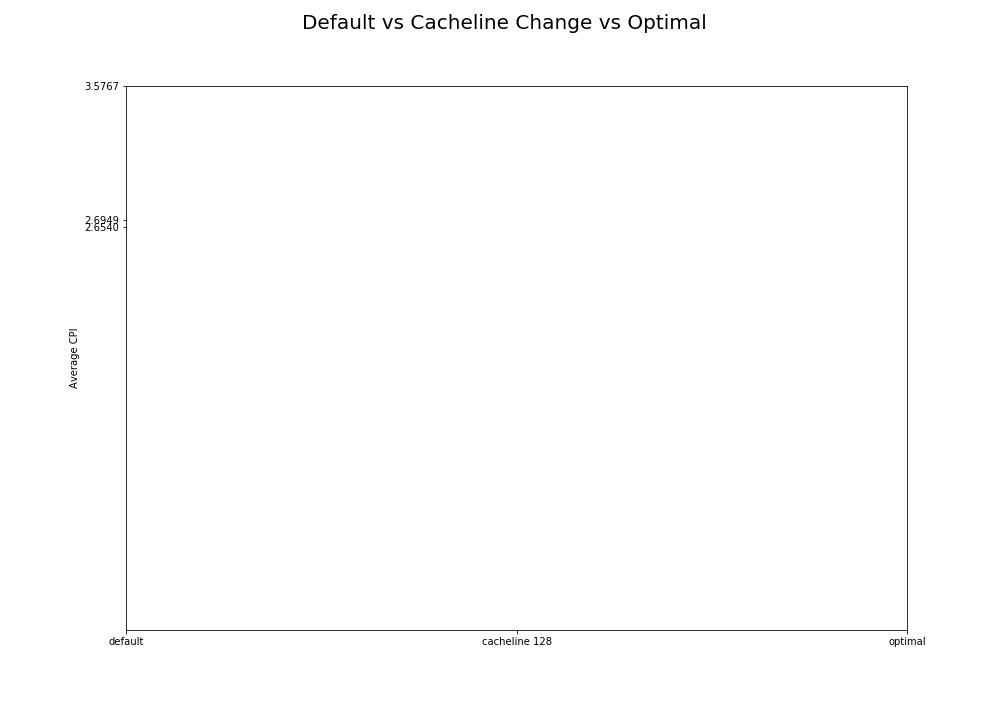 Default vs Cacheline Change vs Optimal
3.5767
2.6949
2.6540
Average CPI
default
cacheline 128
optimal